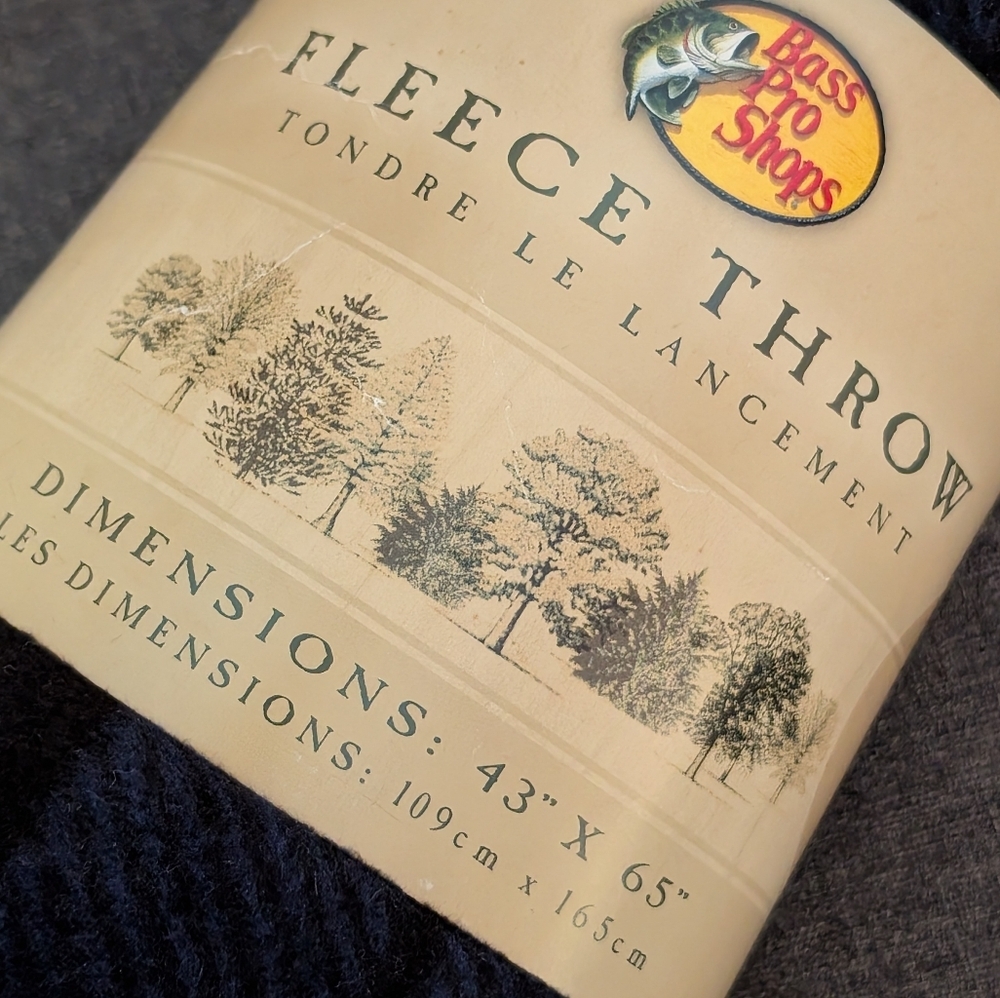 Bass
Pro
Shops
FLEECE THROW
TONDRE LE LANCEMENT
DIMENSIONS: 43” X 65”
LES DIMENSIONS: 109cm x 165cm